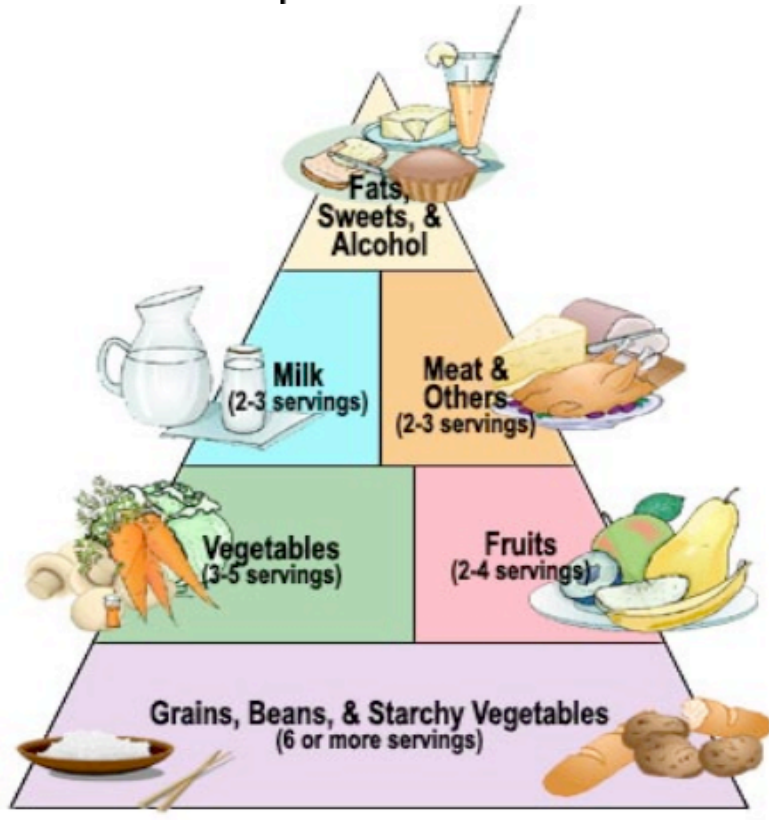 Fats,
Sweets, &
Alcohol
Milk
(2-3 servings)
Meat &
Others
(2-3 servings)
Vegetables
(3-5 servings)
Fruits
(2-4 servings)
Grains, Beans, & Starchy Vegetables
(6 or more servings)